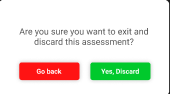 Are you sure you want to exit and
discard this assessment?
Go back
Yes, Discard